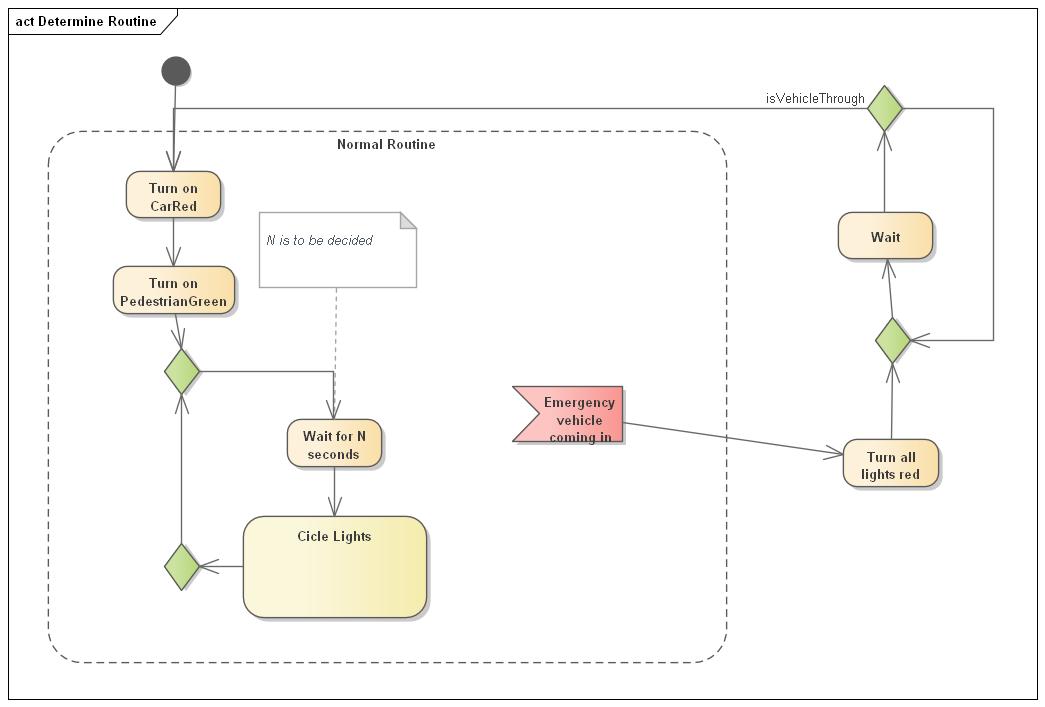 act Determine Routine
isVehicleThrough
Normal Routine
Turn on
CarRed
N is to be decided
Wait
Turn on
PedestrianGreen
Emergency
vehicle
coming in
Wait for N
seconds
Turn all
lights red
Cicle Lights